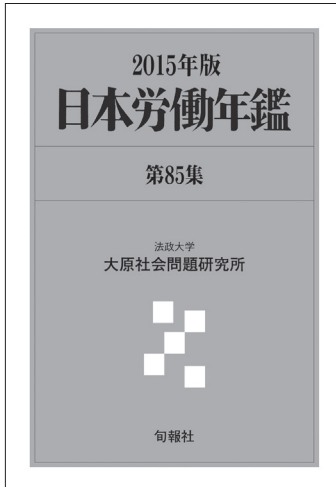 2015年版
日本労働年鑑
第85集
法政大学
大原社会問題研究所
旬報社